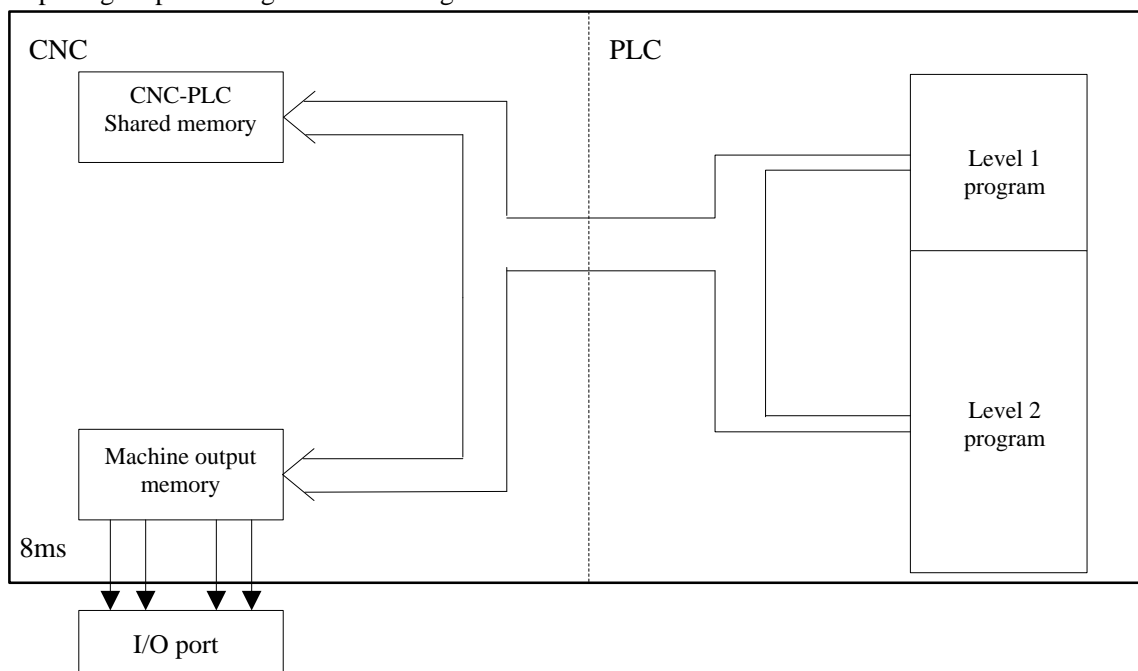 CNC
PLC
CNC-PLC
Shared memory
Level 1
program
Level 2
program
Machine output
memory
8ms
I/O port